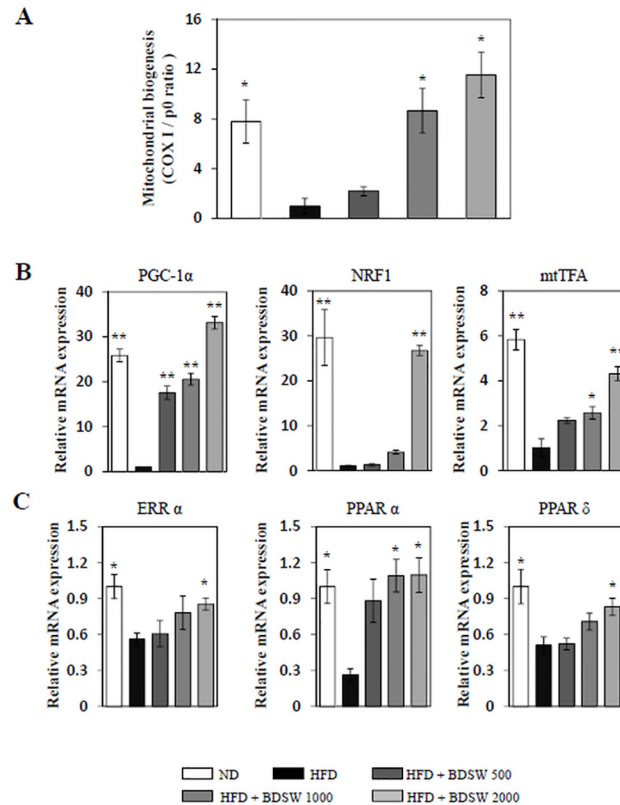 A
Mitochondrial biogenesis
(COX I / p0 ratio )
16
12
8
4
0
*
*
*
B
PGC-1α
NRF1
mtTFA
Relative mRNA expression
40
30
20
10
0
**
**
**
**
Relative mRNA expression
40
30
20
10
0
**
**
Relative mRNA expression
8
6
4
2
0
**
*
**
C
ERR α
PPAR α
PPAR δ
Relative mRNA expression
1.5
1.2
0.9
0.6
0.3
0
*
*
Relative mRNA expression
1.5
1.2
0.9
0.6
0.3
0
*
*
*
Relative mRNA expression
1.5
1.2
0.9
0.6
0.3
0
*
*
ND
HFD
HFD + BDSW 500
HFD + BDSW 1000
HFD + BDSW 2000